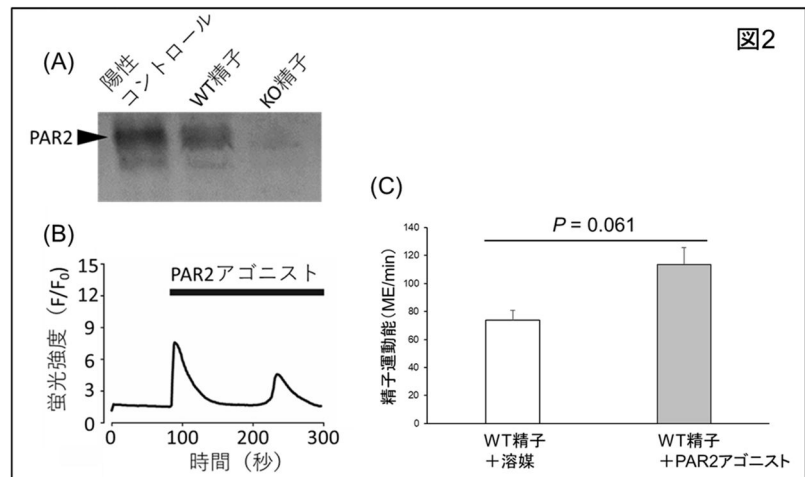 図2
(A)
陽性
コントロール
WT精子
KO精子
PAR2
(B)
蛍光強度（F/F0）
15
12
9
6
3
0
PAR2アゴニスト
0
100
200
300
時間（秒）
(C)
P = 0.061
精子運動能(ME/min)
140
120
100
80
60
40
20
0
WT精子
＋溶媒
WT精子
＋PAR2アゴニスト